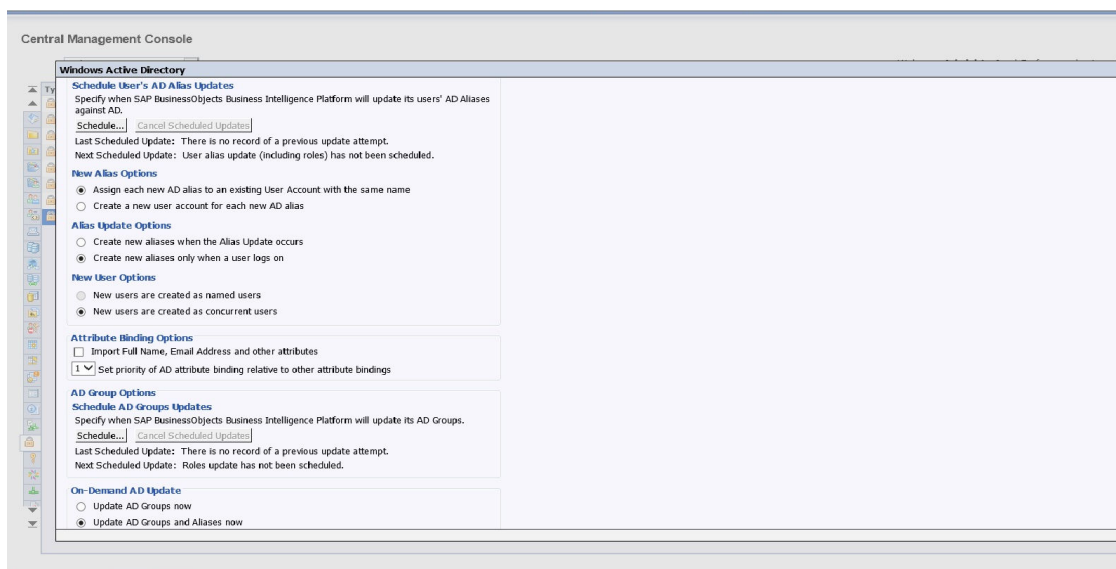 Central Management Console
Windows Active Directory
Ty
Schedule User's AD Alias Updates
Specify when SAP BusinessObjects Business Intelligence Platform will update its users' AD Aliases
against AD.
Schedule... Cancel Scheduled Updates
Last Scheduled Update: There is no record of a previous update attempt.
Next Scheduled Update: User alias update (including roles) has not been scheduled.
New Alias Options
Assign each new AD alias to an existing User Account with the same name
Create a new user account for each new AD alias
Alias Update Options
Create new aliases when the Alias Update occurs
Create new aliases only when a user logs on
New User Options
New users are created as named users
New users are created as concurrent users
Attribute Binding Options
Import Full Name, Email Address and other attributes
1 Set priority of AD attribute binding relative to other attribute bindings
AD Group Options
Schedule AD Groups Updates
Specify when SAP BusinessObjects Business Intelligence Platform will update its AD Groups.
Schedule... Cancel Scheduled Updates
Last Scheduled Update: There is no record of a previous update attempt.
Next Scheduled Update: Roles update has not been scheduled.
On-Demand AD Update
Update AD Groups now
Update AD Groups and Aliases now